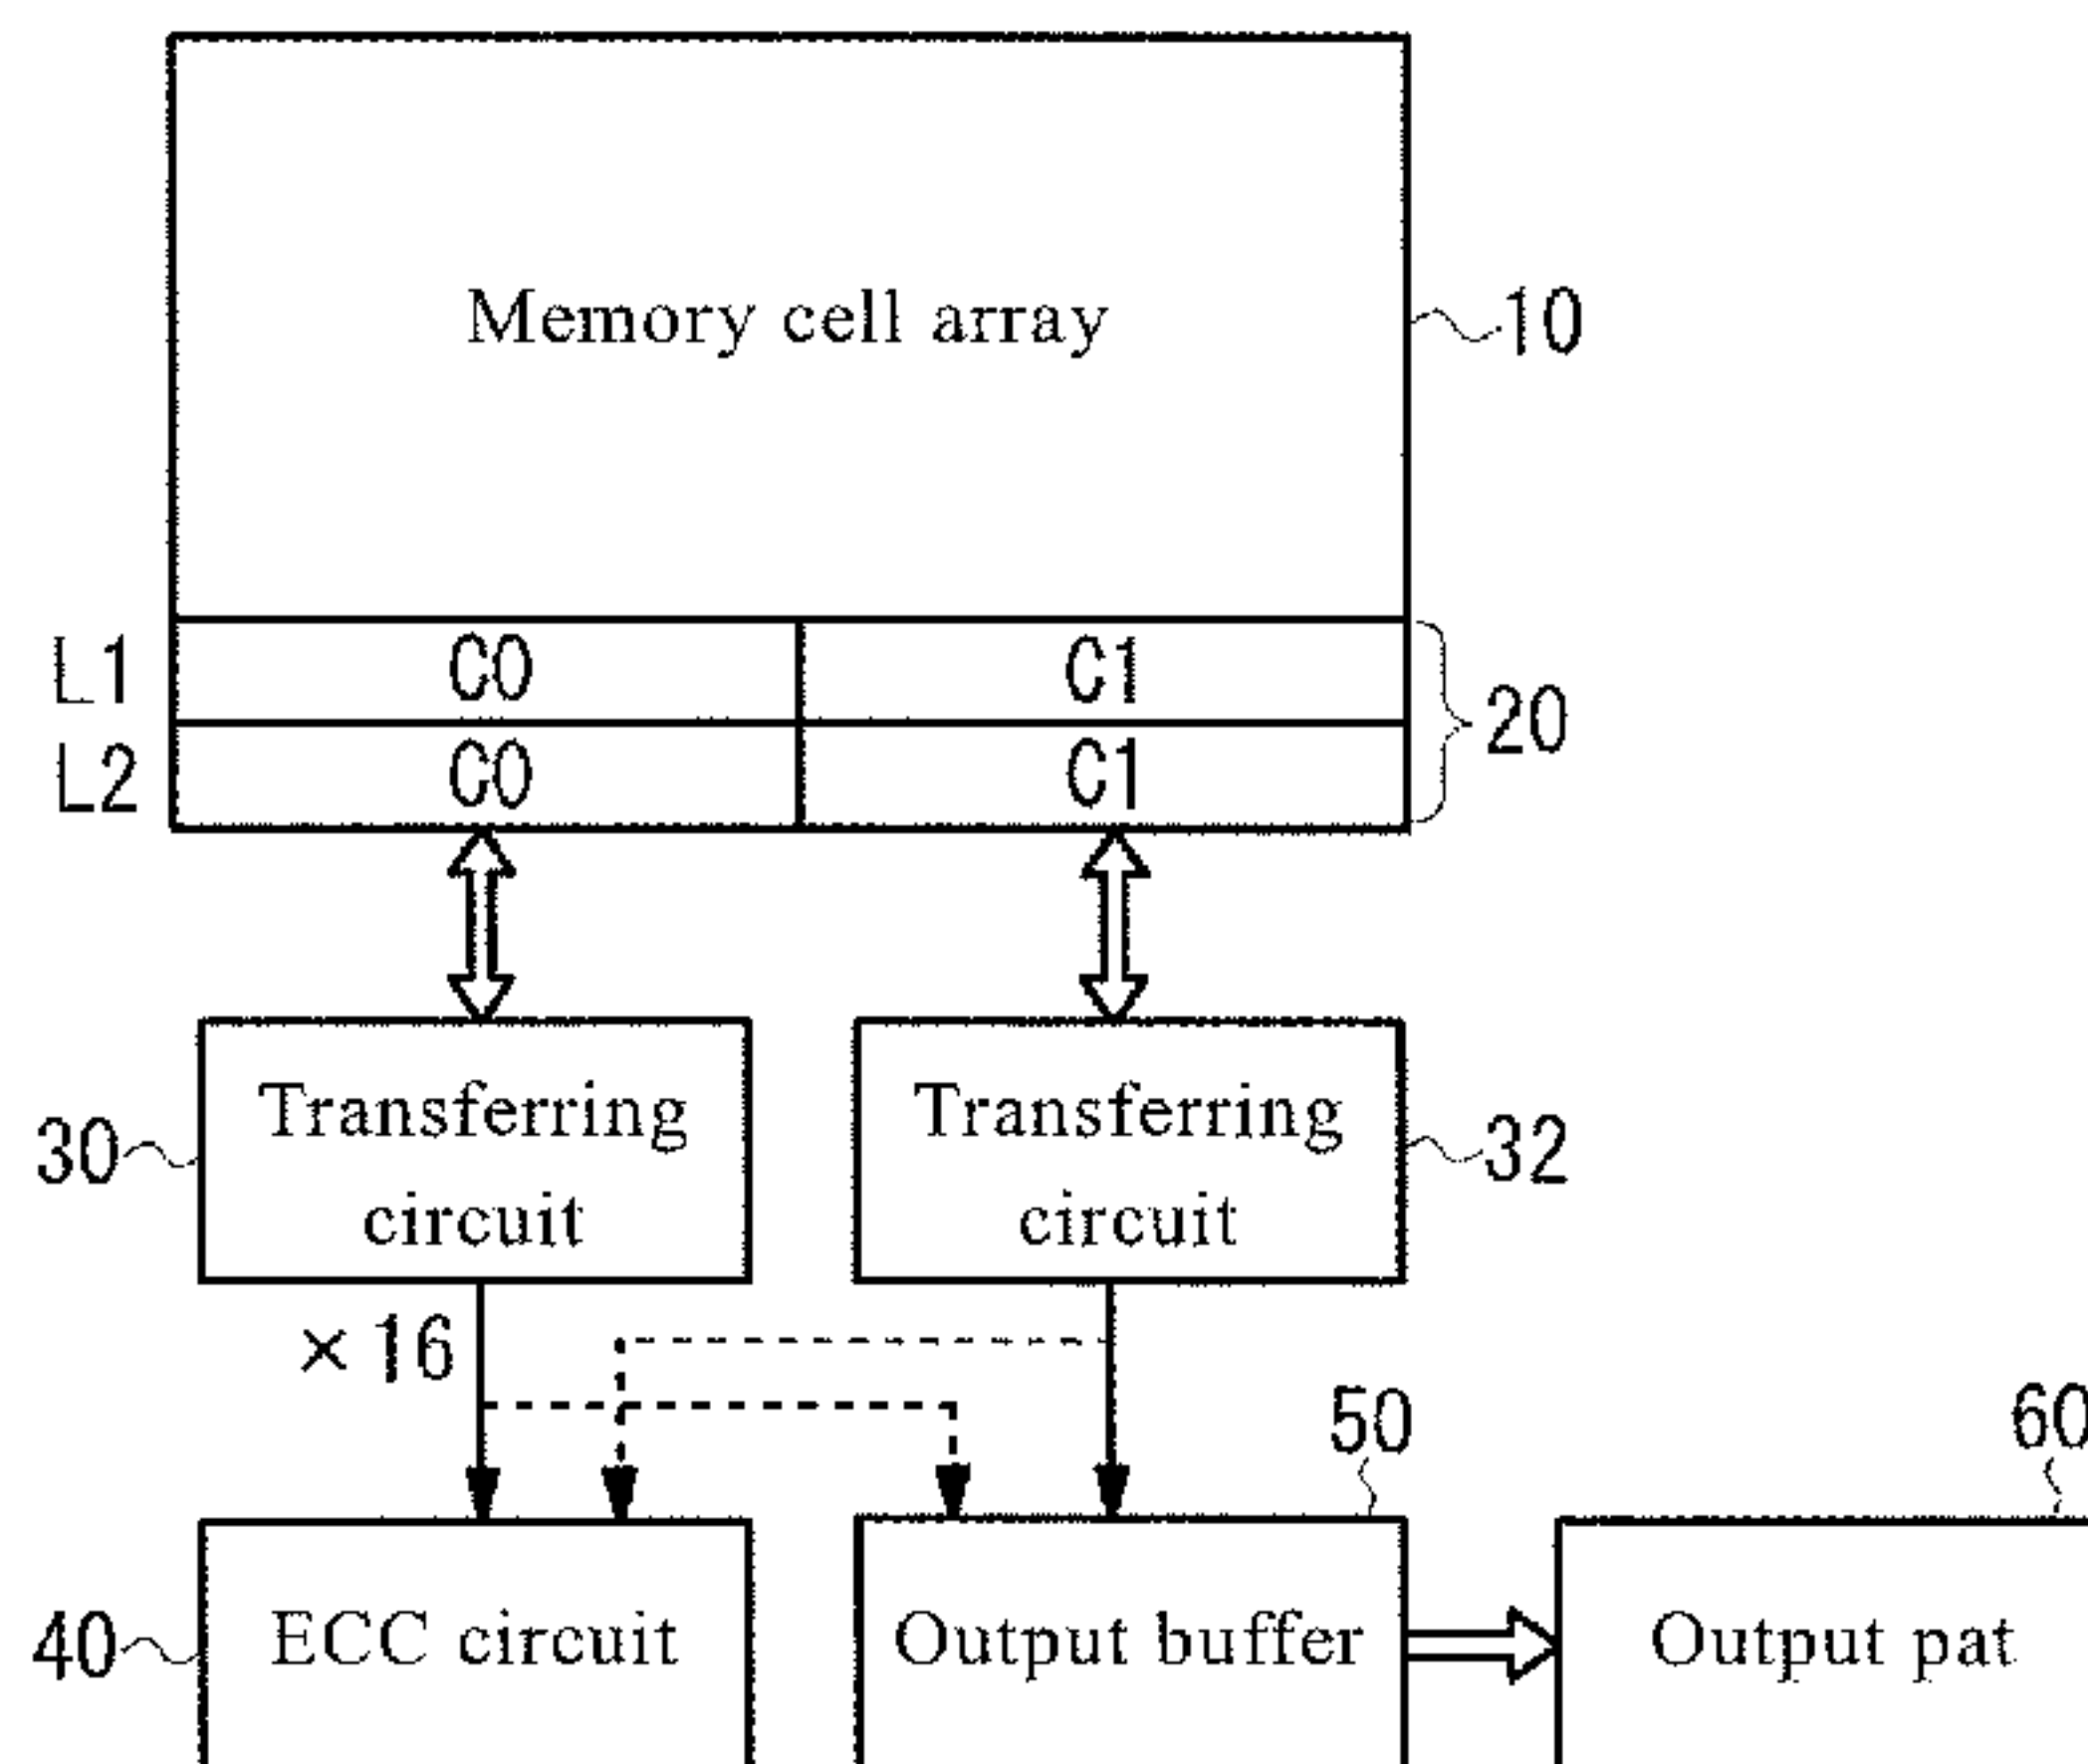 Memory cell array
10
L1 C0 C1
20
L2 C0 C1
30
Transferring
circuit
Transferring
circuit
32
×16
50
60
40
ECC circuit
Output buffer
Output pat